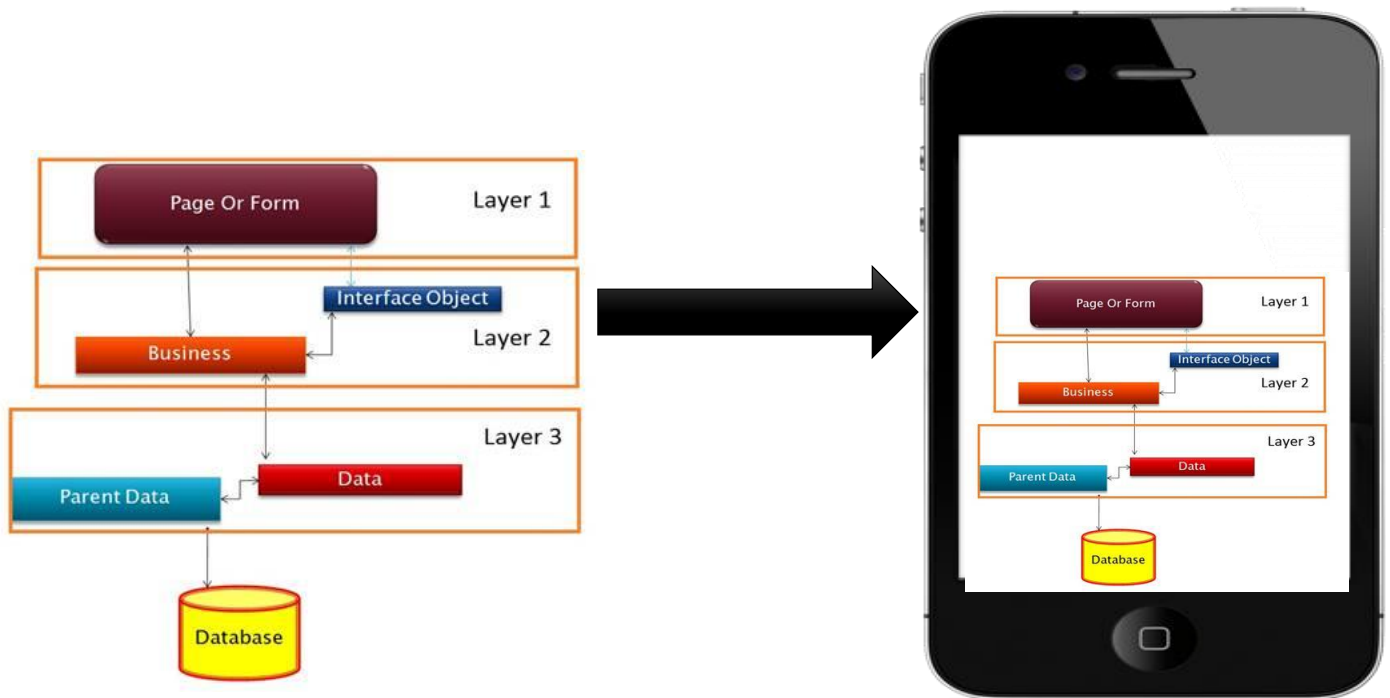 Page Or Form
Layer 1
Interface Object
Layer 2
Business
Layer 3
Data
Parent Data
Database
Page Or Form
Layer 1
Interface Object
Layer 2
Business
Layer 3
Data
Parent Data
Database